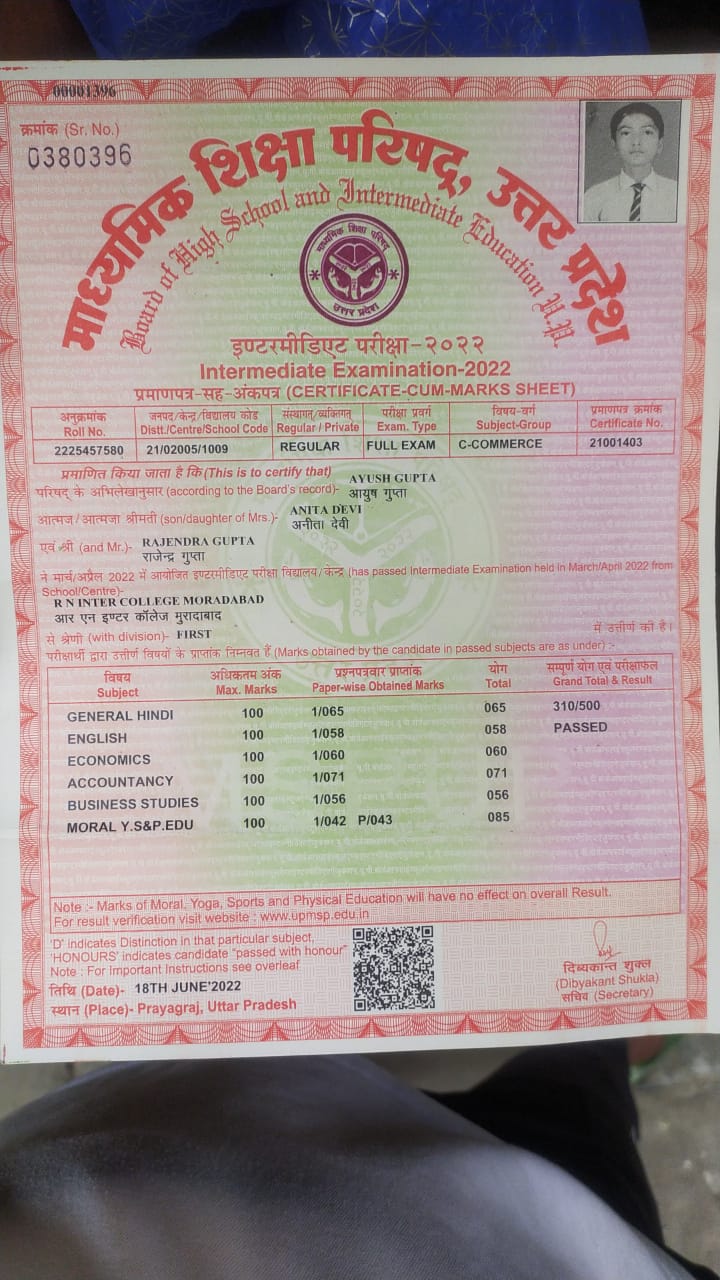 00001396
क्रमांक (Sr. No.)
0380396
माध्यमिक शिक्षा परिषद्, उत्तर प्रदेश
Board of High School and Intermediate Education U.P.
माध्यमिक शिक्षा परिषद्
उत्तर प्रदेश
इण्टरमीडिएट परीक्षा-२०२२
Intermediate Examination-2022
प्रमाणपत्र-सह-अंकपत्र (CERTIFICATE-CUM-MARKS SHEET)
अनुक्रमांक जनपद/केन्द्र/विद्यालय कोड संस्थागत/व्यक्तिगत परीक्षा प्रवर्ग विषय-वर्ग प्रमाणपत्र क्रमांक
Roll No. Distt./Centre/School Code Regular / Private Exam. Type Subject-Group Certificate No.
2225457580 21/02005/1009 REGULAR FULL EXAM C-COMMERCE 21001403
प्रमाणित किया जाता है कि (This is to certify that)
परिषद के अभिलेखानुसार (according to the Board's record)- AYUSH GUPTA
आयुष गुप्ता
आत्मज/आत्मजा श्रीमती (son/daughter of Mrs.)- ANITA DEVI
अनीता देवी
एवं श्री (and Mr.)- RAJENDRA GUPTA
राजेन्द्र गुप्ता
ने मार्च/अप्रैल 2022 में आयोजित इण्टरमीडिएट परीक्षा विद्यालय/केन्द्र (has passed Intermediate Examination held in March/April 2022 from
School/Centre)-
R N INTER COLLEGE MORADABAD
आर एन इण्टर कॉलेज मुरादाबाद
से श्रेणी (with division)- FIRST में उत्तीर्ण की है।
परीक्षार्थी द्वारा उत्तीर्ण विषयों के प्राप्तांक निम्नवत हैं (Marks obtained by the candidate in passed subjects are as under) :-
विषय अधिकतम अंक प्रश्नपत्रवार प्राप्तांक योग सम्पूर्ण योग एवं परीक्षाफल
Subject Max. Marks Paper-wise Obtained Marks Total Grand Total & Result
GENERAL HINDI 100 1/065 065 310/500
ENGLISH 100 1/058 058 PASSED
ECONOMICS 100 1/060 060
ACCOUNTANCY 100 1/071 071
BUSINESS STUDIES 100 1/056 056
MORAL Y.S&P.EDU 100 1/042 P/043 085
Note :- Marks of Moral, Yoga, Sports and Physical Education will have no effect on overall Result.
For result verification visit website : www.upmsp.edu.in
'D' indicates Distinction in that particular subject,
'HONOURS' indicates candidate "passed with honour"
Note : For Important Instructions see overleaf
तिथि (Date)- 18TH JUNE'2022
स्थान (Place)- Prayagraj, Uttar Pradesh
दिब्यकान्त शुक्ल
(Dibyakant Shukla)
सचिव (Secretary)